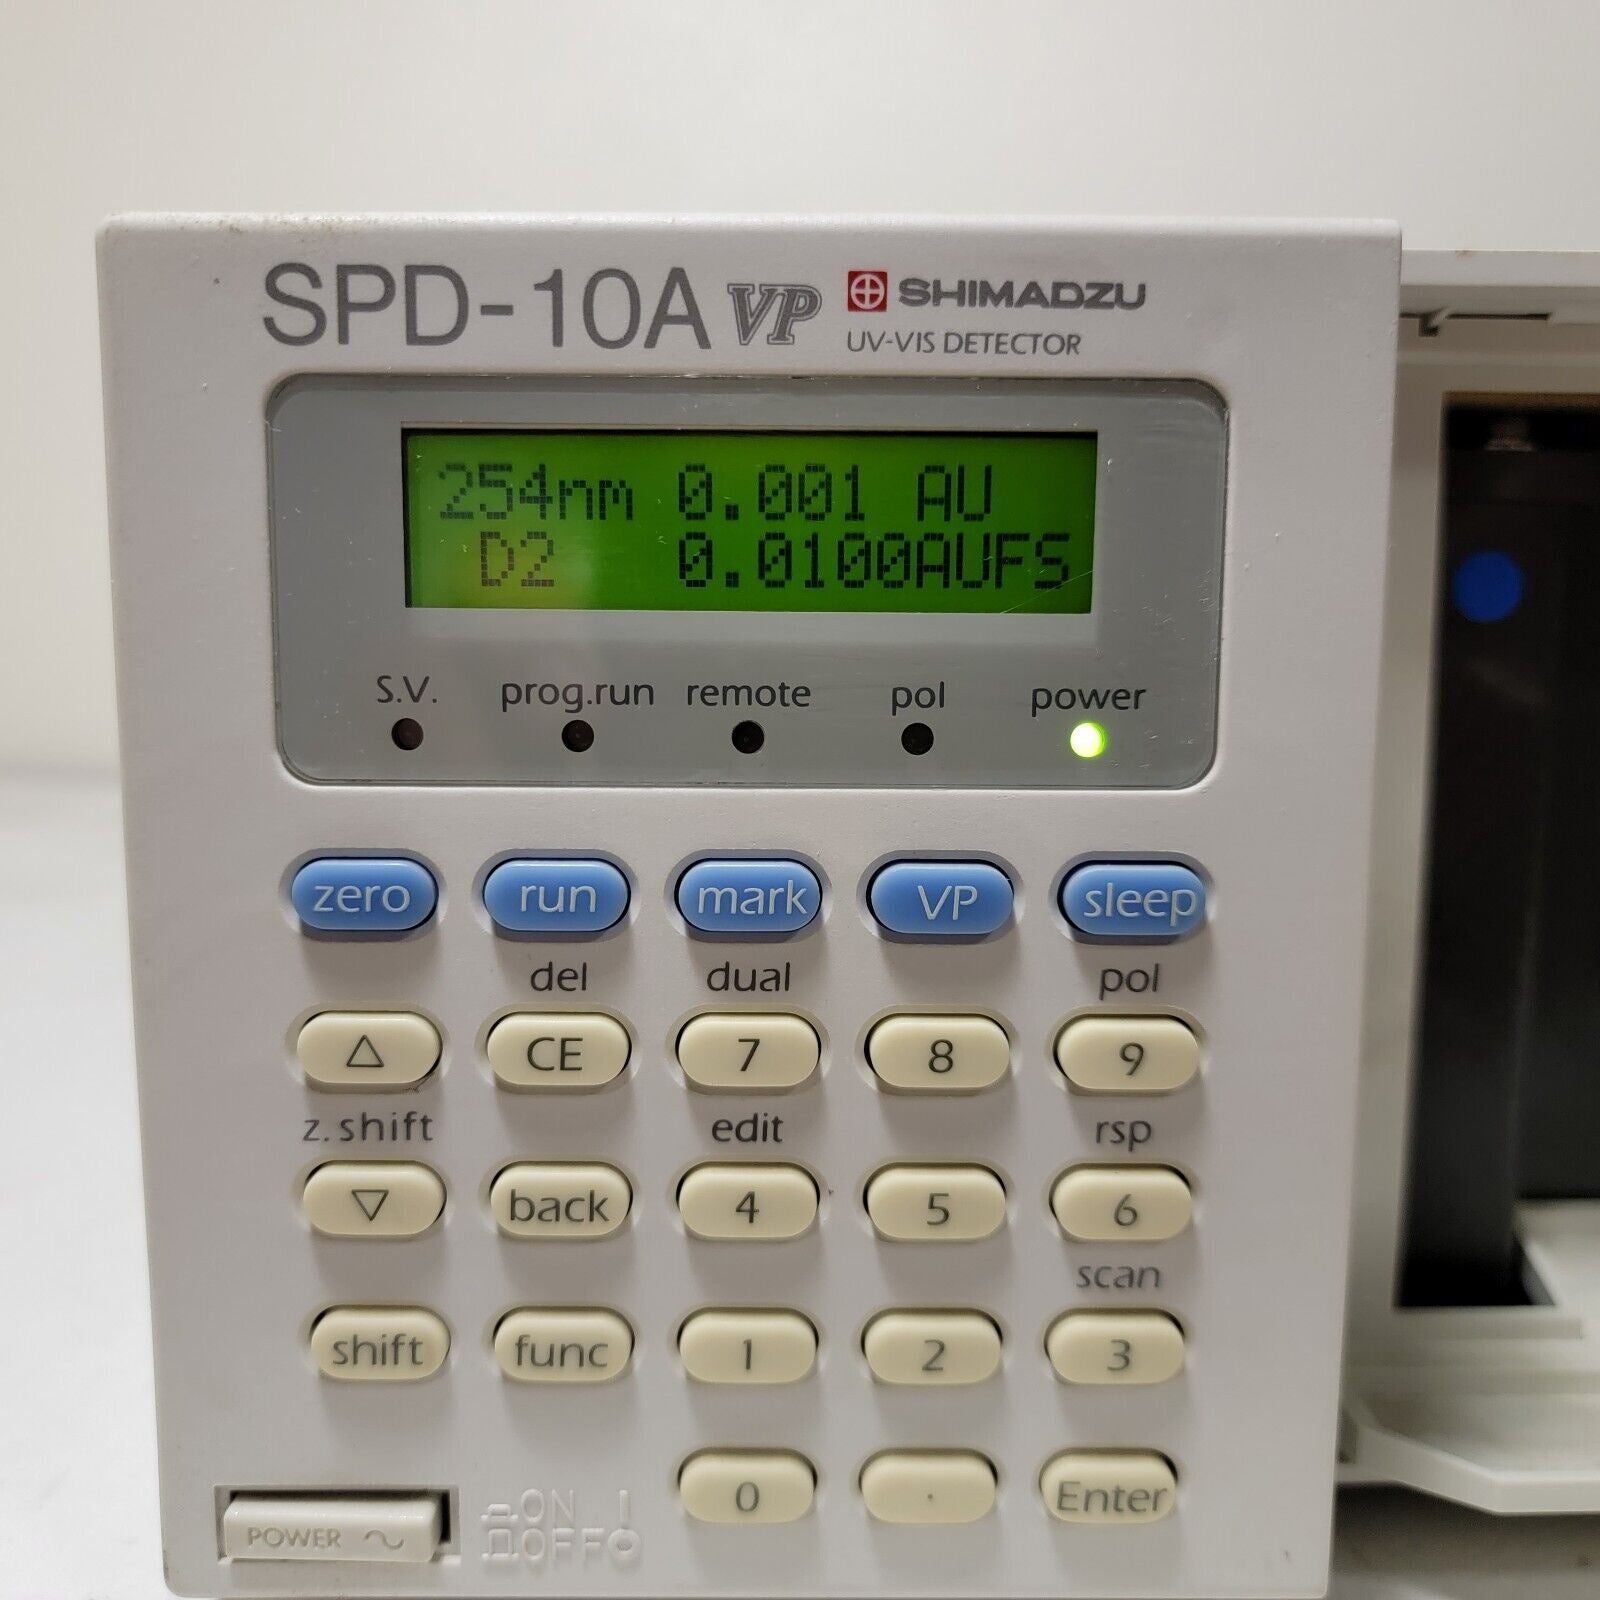 SPD-10A VP SHIMADZU
UV-VIS DETECTOR
254nm 0.001 AU
D2 0.0100AUFS
S.V. prog.run remote pol power
zero run mark VP sleep
del dual pol
△ CE 7 8 9
z. shift edit rsp
▽ back 4 5 6
scan
shift func 1 2 3
0 . Enter
POWER ON
OFF